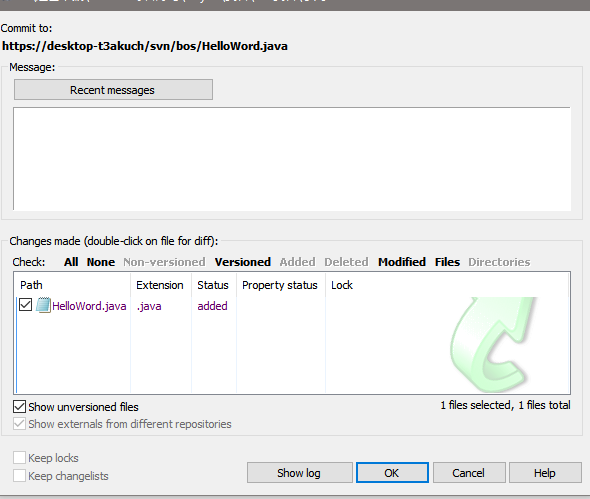 Commit to:
https://desktop-t3akuch/svn/bos/HelloWord.java
Message:
Recent messages
Changes made (double-click on file for diff):
Check: All None Non-versioned Versioned Added Deleted Modified Files Directories
Path Extension Status Property status Lock
HelloWord.java .java added
Show unversioned files
1 files selected, 1 files total
Show externals from different repositories
Keep locks
Keep changelists
Show log OK Cancel Help